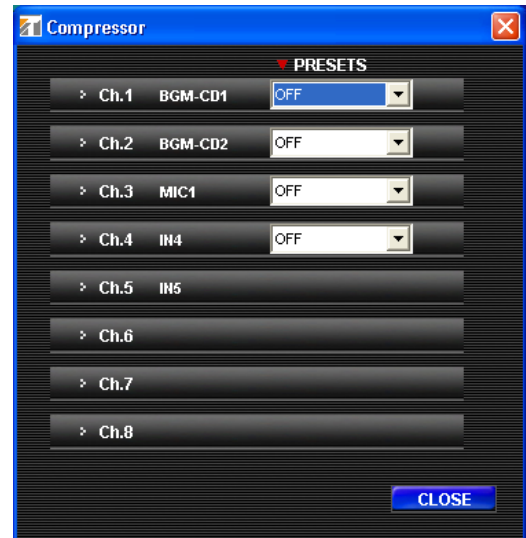 Compressor
PRESETS
Ch.1 BGM-CD1 OFF
Ch.2 BGM-CD2 OFF
Ch.3 MIC1 OFF
Ch.4 IN4 OFF
Ch.5 IN5
Ch.6
Ch.7
Ch.8
CLOSE